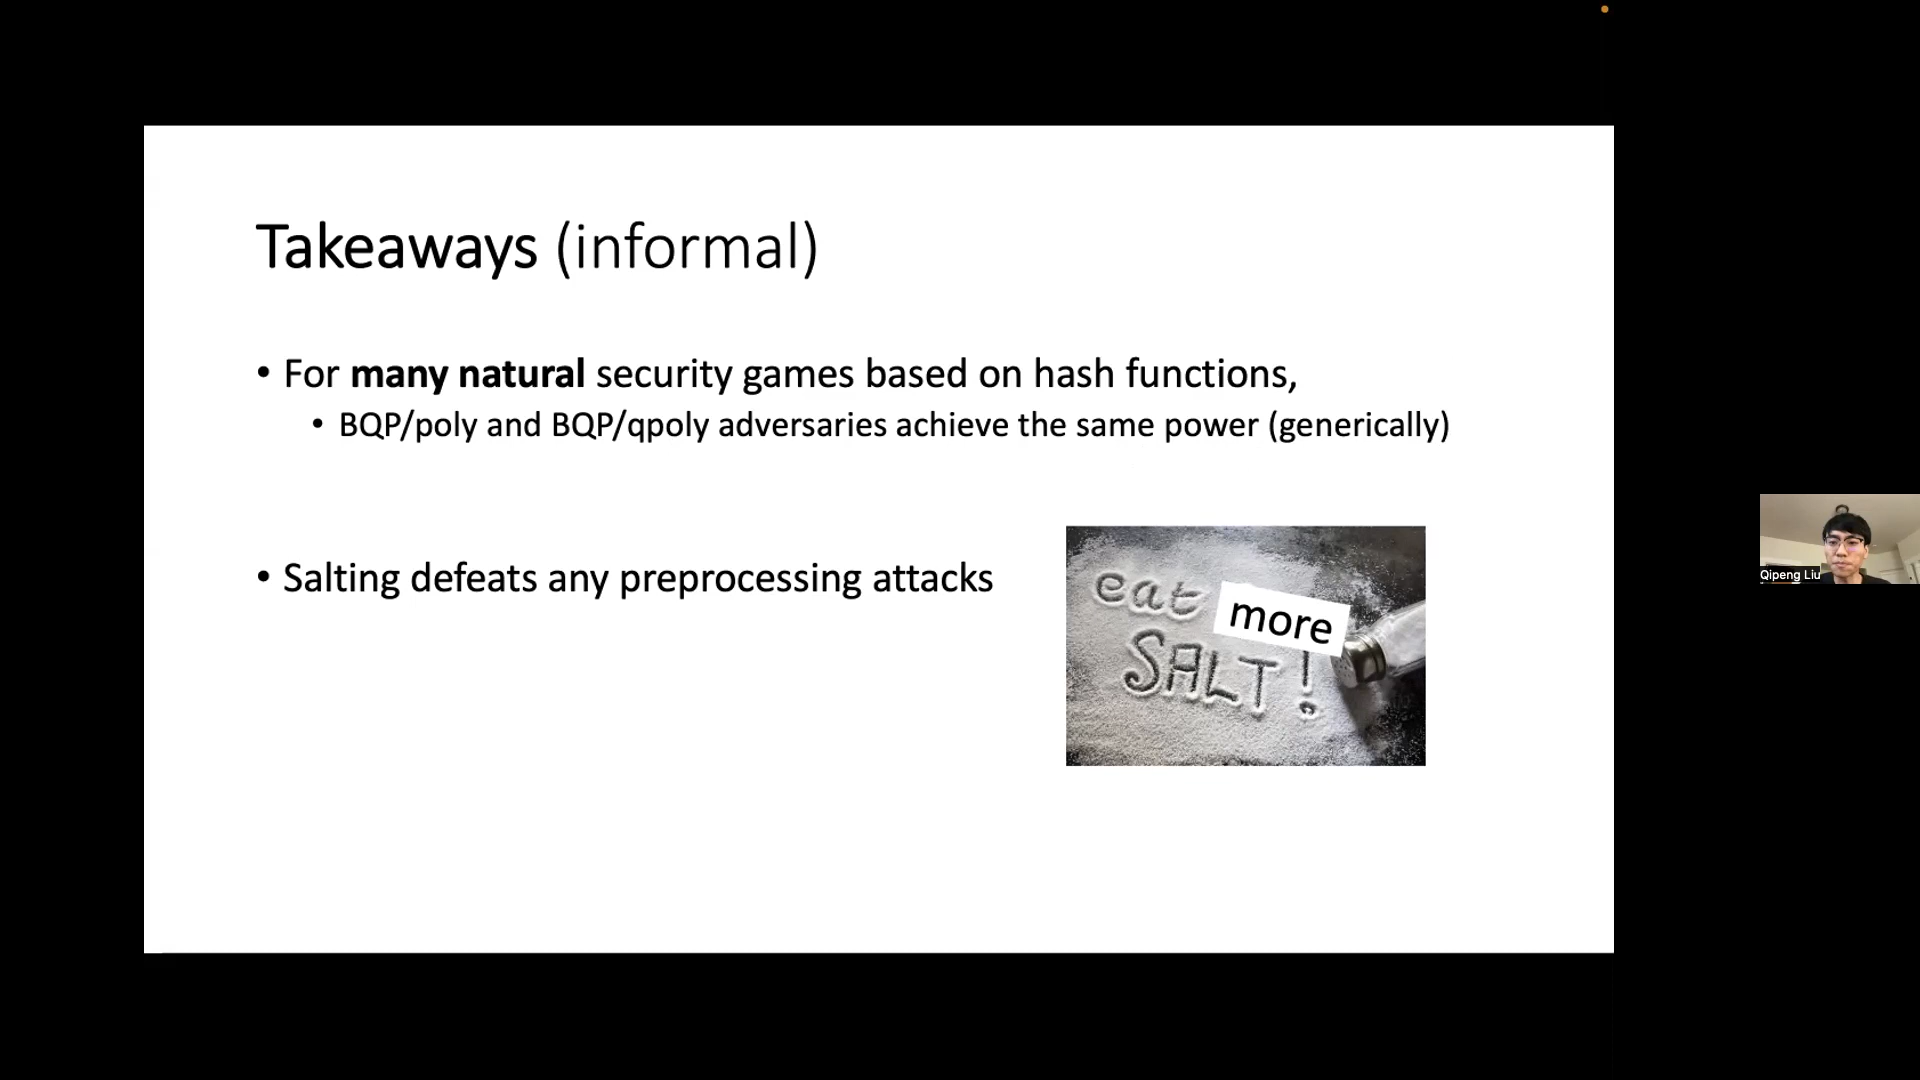 Takeaways (informal)
• For many natural security games based on hash functions,
• BQP/poly and BQP/qpoly adversaries achieve the same power (generically)
• Salting defeats any preprocessing attacks
eat more
SALT!
Qipeng Liu